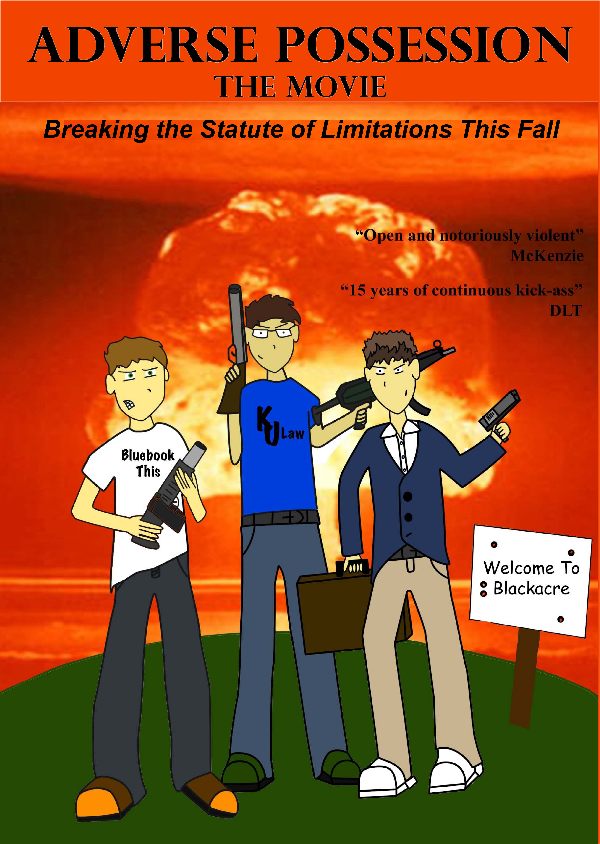 ADVERSE POSSESSION
THE MOVIE
Breaking the Statute of Limitations This Fall
“Open and notoriously violent”
McKenzie
“15 years of continuous kick-ass”
DLT
Bluebook
This
KU Law
Welcome To
Blackacre